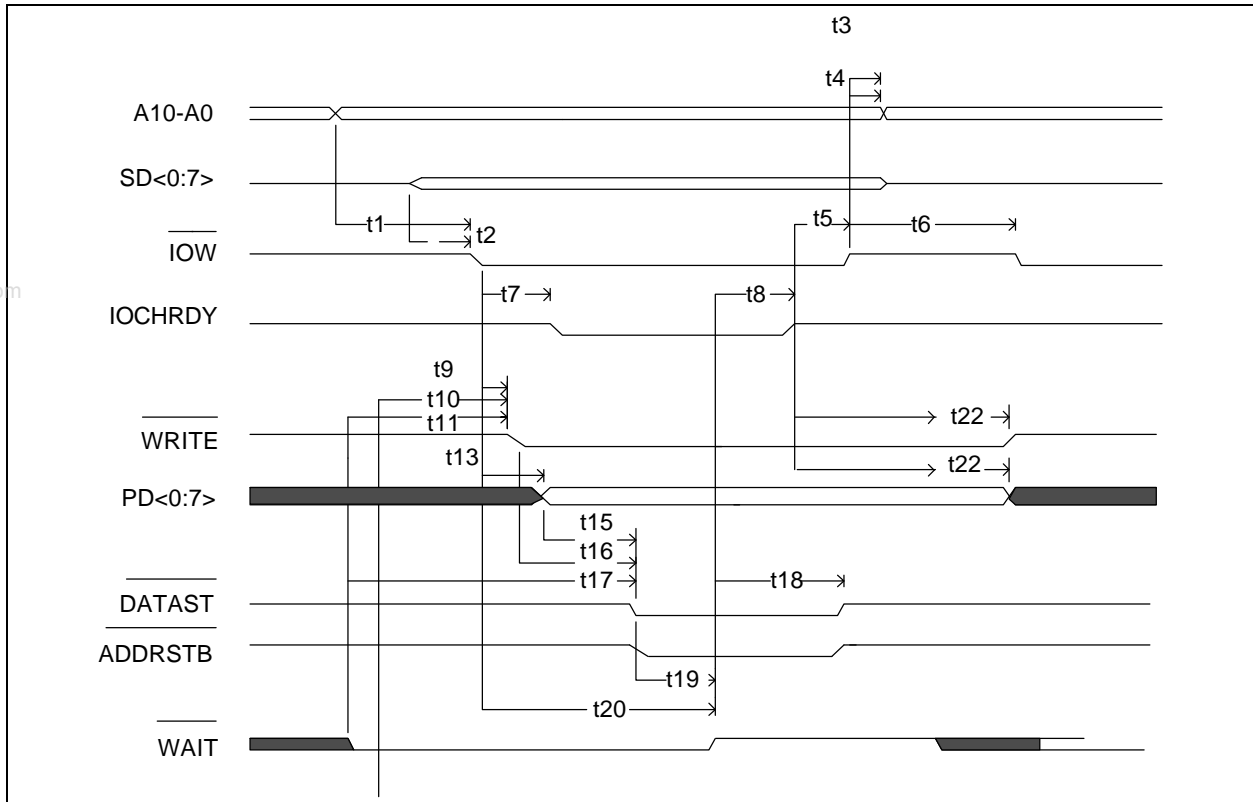 t3
t4
A10-A0
SD<0:7>
t1
t2
t5
t6
IOW
om
t7
t8
IOCHRDY
t9
t10
t11
t22
WRITE
t13
t22
PD<0:7>
t15
t16
t17
t18
DATAST
ADDRSTB
t19
t20
WAIT